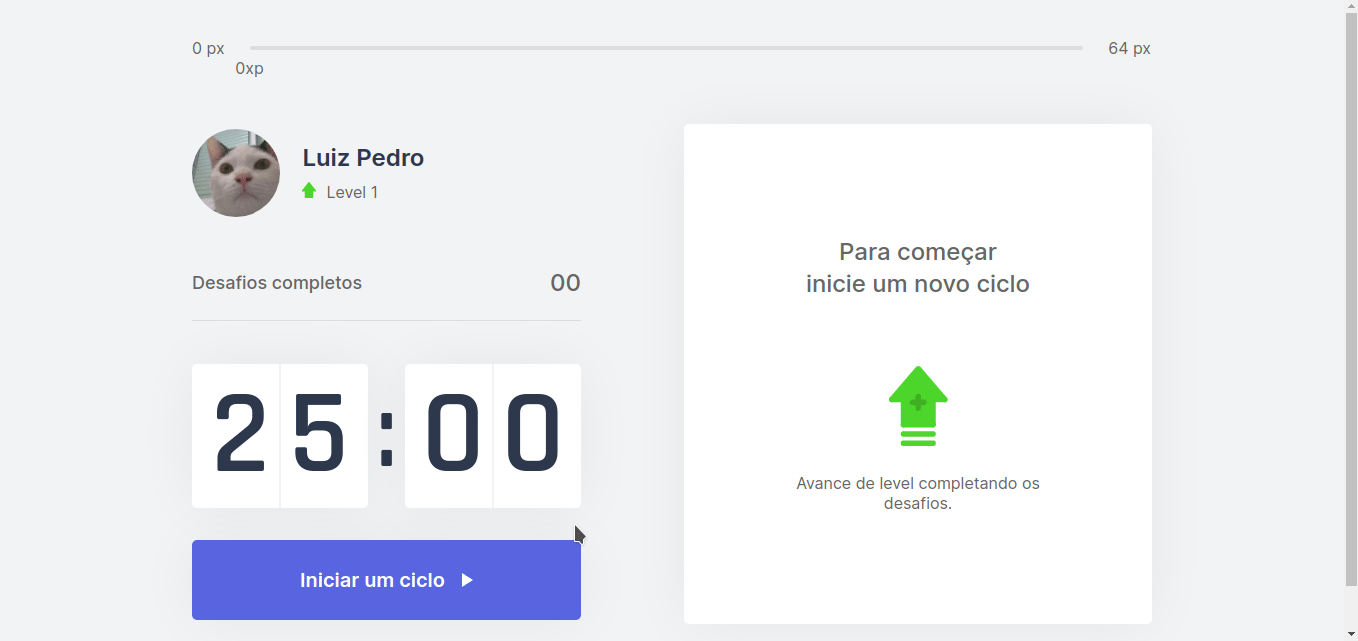 0 px 64 px
0xp
Luiz Pedro
Level 1
Desafios completos 00
25:00
Iniciar um ciclo
Para começar
inicie um novo ciclo
Avance de level completando os
desafios.